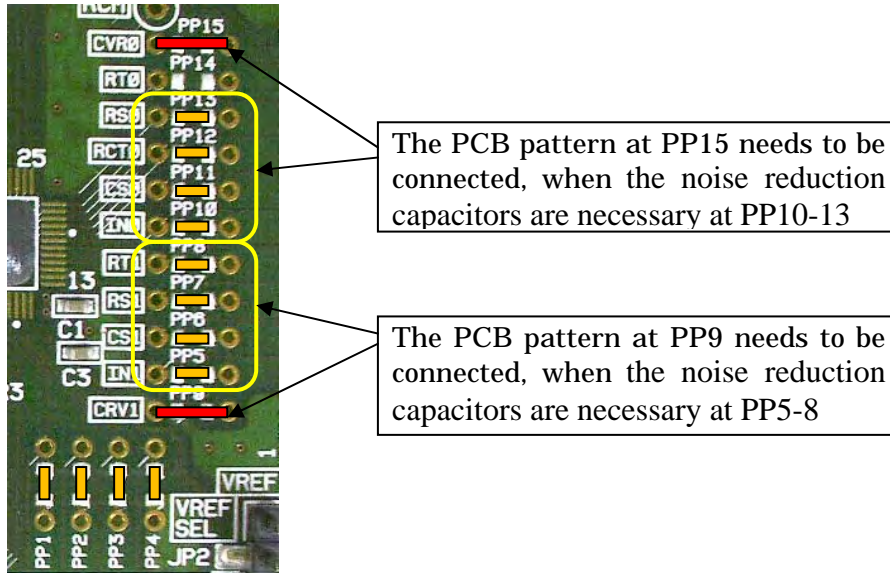 PP15
CVR0
PP14
RT0
PP13
RS0
PP12
RCT0
PP11
CS0
PP10
IN0
PP8
RT1
PP7
RS1
PP6
CS1
PP5
IN1
CRV1
25
13
C1
C3
The PCB pattern at PP15 needs to be
connected, when the noise reduction
capacitors are necessary at PP10-13
The PCB pattern at PP9 needs to be
connected, when the noise reduction
capacitors are necessary at PP5-8
1
VREF
VREF
SEL
JP2
PP1
PP2
PP3
PP4